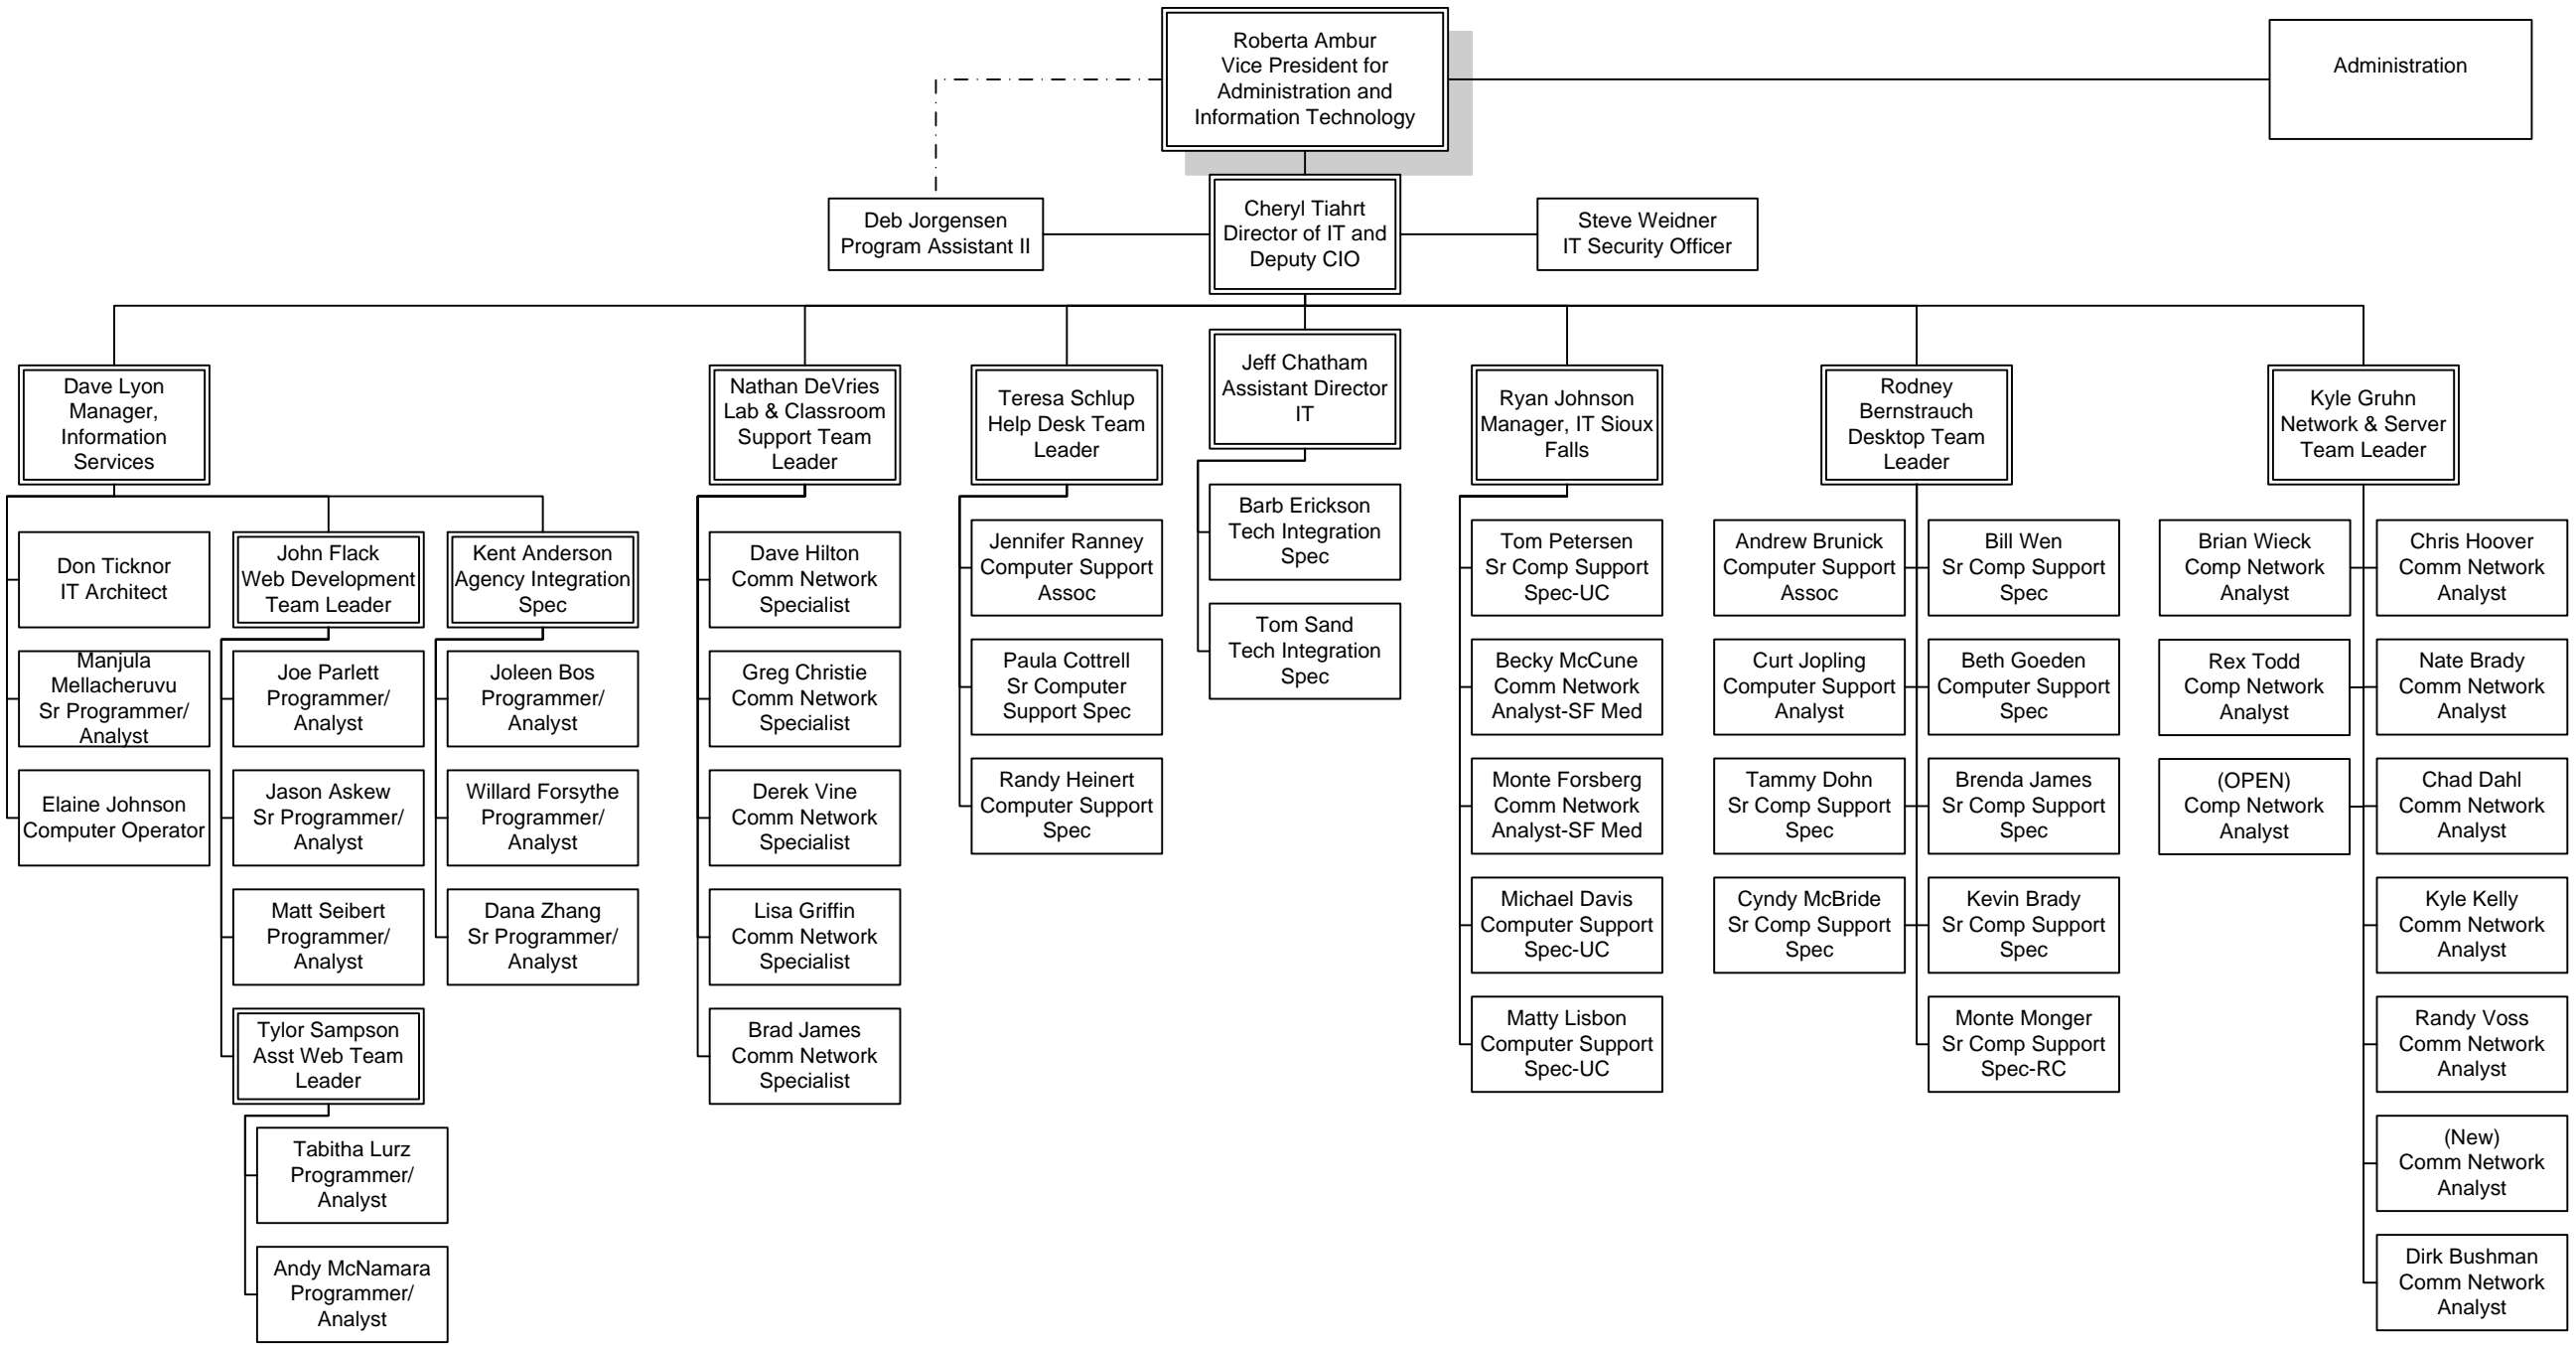 Roberta Ambur
Vice President for
Administration and
Information Technology
Administration
Deb Jorgensen
Program Assistant II
Cheryl Tiahrt
Director of IT and
Deputy CIO
Steve Weidner
IT Security Officer
Dave Lyon
Manager,
Information
Services
Nathan DeVries
Lab & Classroom
Support Team
Leader
Teresa Schlup
Help Desk Team
Leader
Jeff Chatham
Assistant Director
IT
Ryan Johnson
Manager, IT Sioux
Falls
Rodney
Bernstrauch
Desktop Team
Leader
Kyle Gruhn
Network & Server
Team Leader
Don Ticknor
IT Architect
Manjula
Mellacheruvu
Sr Programmer/
Analyst
Elaine Johnson
Computer Operator
John Flack
Web Development
Team Leader
Joe Parlett
Programmer/
Analyst
Jason Askew
Sr Programmer/
Analyst
Matt Seibert
Programmer/
Analyst
Tylor Sampson
Asst Web Team
Leader
Tabitha Lurz
Programmer/
Analyst
Andy McNamara
Programmer/
Analyst
Kent Anderson
Agency Integration
Spec
Joleen Bos
Programmer/
Analyst
Willard Forsythe
Programmer/
Analyst
Dana Zhang
Sr Programmer/
Analyst
Dave Hilton
Comm Network
Specialist
Greg Christie
Comm Network
Specialist
Derek Vine
Comm Network
Specialist
Lisa Griffin
Comm Network
Specialist
Brad James
Comm Network
Specialist
Jennifer Ranney
Computer Support
Assoc
Paula Cottrell
Sr Computer
Support Spec
Randy Heinert
Computer Support
Spec
Barb Erickson
Tech Integration
Spec
Tom Sand
Tech Integration
Spec
Tom Petersen
Sr Comp Support
Spec-UC
Becky McCune
Comm Network
Analyst-SF Med
Monte Forsberg
Comm Network
Analyst-SF Med
Michael Davis
Computer Support
Spec-UC
Matty Lisbon
Computer Support
Spec-UC
Andrew Brunick
Computer Support
Assoc
Curt Jopling
Computer Support
Analyst
Tammy Dohn
Sr Comp Support
Spec
Cyndy McBride
Sr Comp Support
Spec
Bill Wen
Sr Comp Support
Spec
Beth Goeden
Computer Support
Spec
Brenda James
Sr Comp Support
Spec
Kevin Brady
Sr Comp Support
Spec
Monte Monger
Sr Comp Support
Spec-RC
Brian Wieck
Comp Network
Analyst
Rex Todd
Comp Network
Analyst
(OPEN)
Comp Network
Analyst
Chris Hoover
Comm Network
Analyst
Nate Brady
Comm Network
Analyst
Chad Dahl
Comm Network
Analyst
Kyle Kelly
Comm Network
Analyst
Randy Voss
Comm Network
Analyst
(New)
Comm Network
Analyst
Dirk Bushman
Comm Network
Analyst